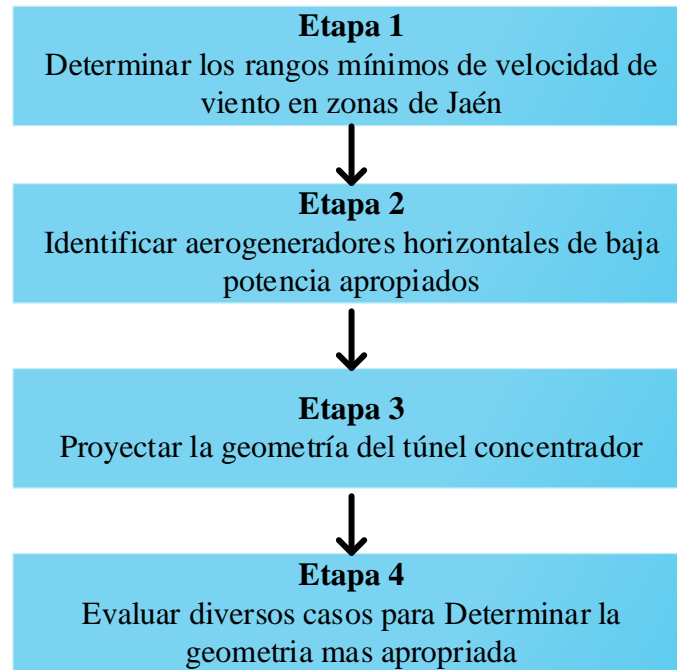 Etapa 1
Determinar los rangos mínimos de velocidad de
viento en zonas de Jaén
Etapa 2
Identificar aerogeneradores horizontales de baja
potencia apropiados
Etapa 3
Proyectar la geometría del túnel concentrador
Etapa 4
Evaluar diversos casos para Determinar la
geometria mas apropriada